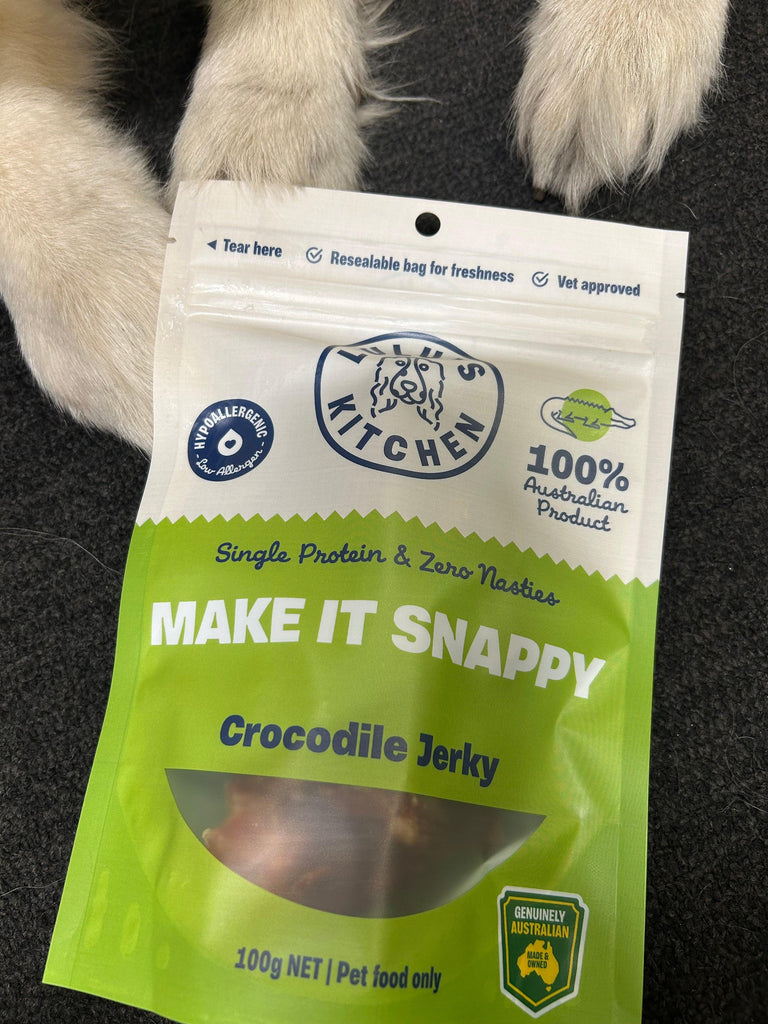 Tear here
Resealable bag for freshness
Vet approved
LULU'S
KITCHEN
HYPOALLERGENIC
- Low Allergen -
100%
Australian
Product
Single Protein & Zero Nasties
MAKE IT SNAPPY
Crocodile Jerky
GENUINELY
AUSTRALIAN
MADE &
OWNED
100g NET | Pet food only